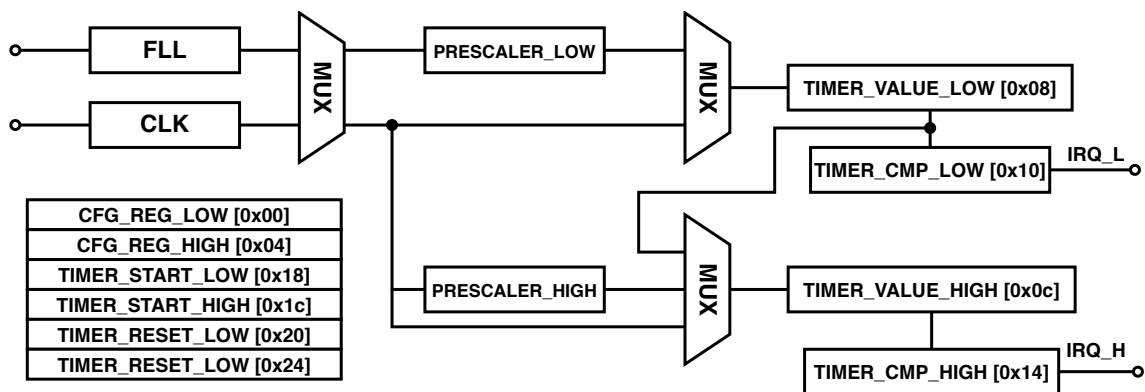 FLL
PRESCALER_LOW
MUX
MUX
TIMER_VALUE_LOW [0x08]
CLK
IRQ_L
TIMER_CMP_LOW [0x10]
CFG_REG_LOW [0x00]
CFG_REG_HIGH [0x04]
TIMER_START_LOW [0x18]
TIMER_START_HIGH [0x1c]
TIMER_RESET_LOW [0x20]
TIMER_RESET_LOW [0x24]
PRESCALER_HIGH
MUX
TIMER_VALUE_HIGH [0x0c]
IRQ_H
TIMER_CMP_HIGH [0x14]